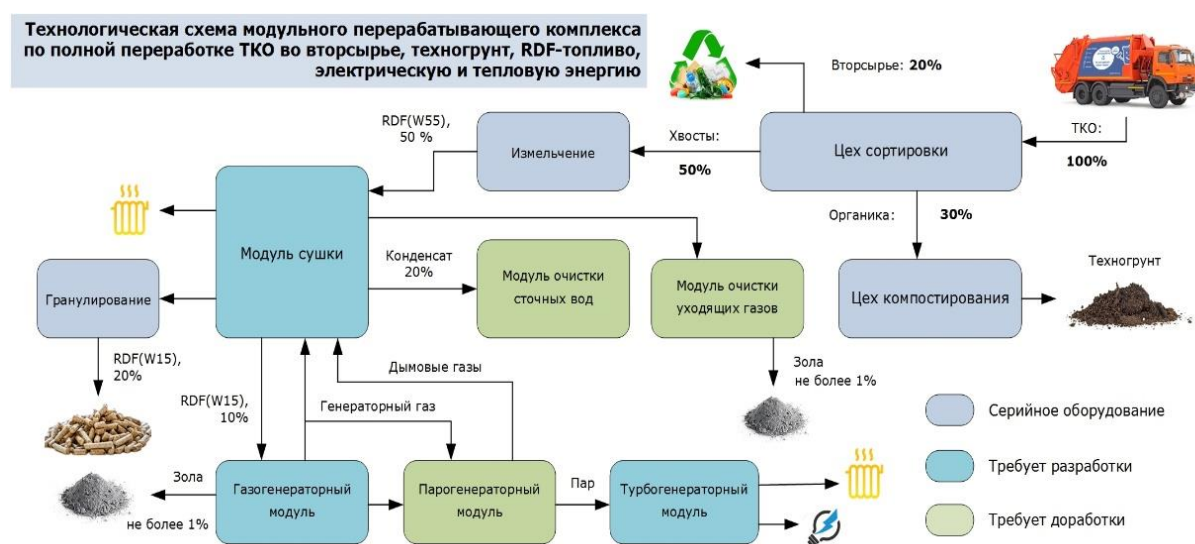 Технологическая схема модульного перерабатывающего комплекса
по полной переработке ТКО во вторсырье, техногрунт, RDF-топливо,
электрическую и тепловую энергию
Вторсырье: 20%
RDF(W55),
50 %
Измельчение
Хвосты:
50%
Цех сортировки
ТКО:
100%
Органика:
30%
Модуль сушки
Конденсат
20%
Модуль очистки
сточных вод
Модуль очистки
уходящих газов
Цех компостирования
Техногрунт
Гранулирование
RDF(W15),
20%
RDF(W15),
10%
Дымовые газы
Генераторный газ
Зола
не более 1%
Серийное оборудование
Зола
не более 1%
Газогенераторный
модуль
Парогенераторный
модуль
Пар
Турбогенераторный
модуль
Требует разработки
Требует доработки